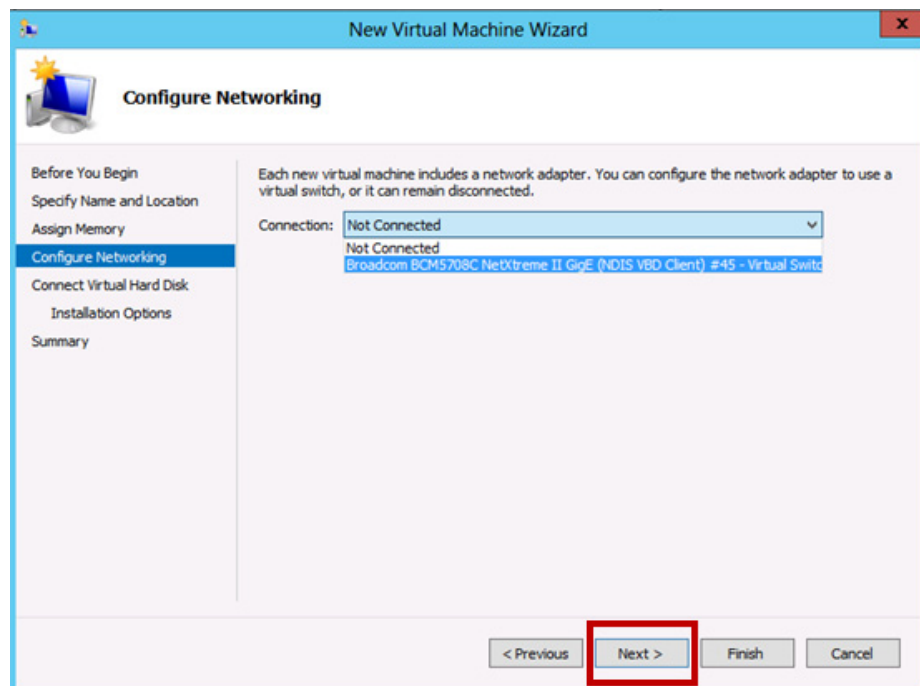 New Virtual Machine Wizard
x
Configure Networking
Before You Begin
Specify Name and Location
Assign Memory
Configure Networking
Connect Virtual Hard Disk
Installation Options
Summary
Each new virtual machine includes a network adapter. You can configure the network adapter to use a
virtual switch, or it can remain disconnected.
Connection: Not Connected
Not Connected
Broadcom BCM5708C NetXtreme II GigE (NDIS VBD Client) #45 - Virtual Switc
< Previous Next > Finish Cancel